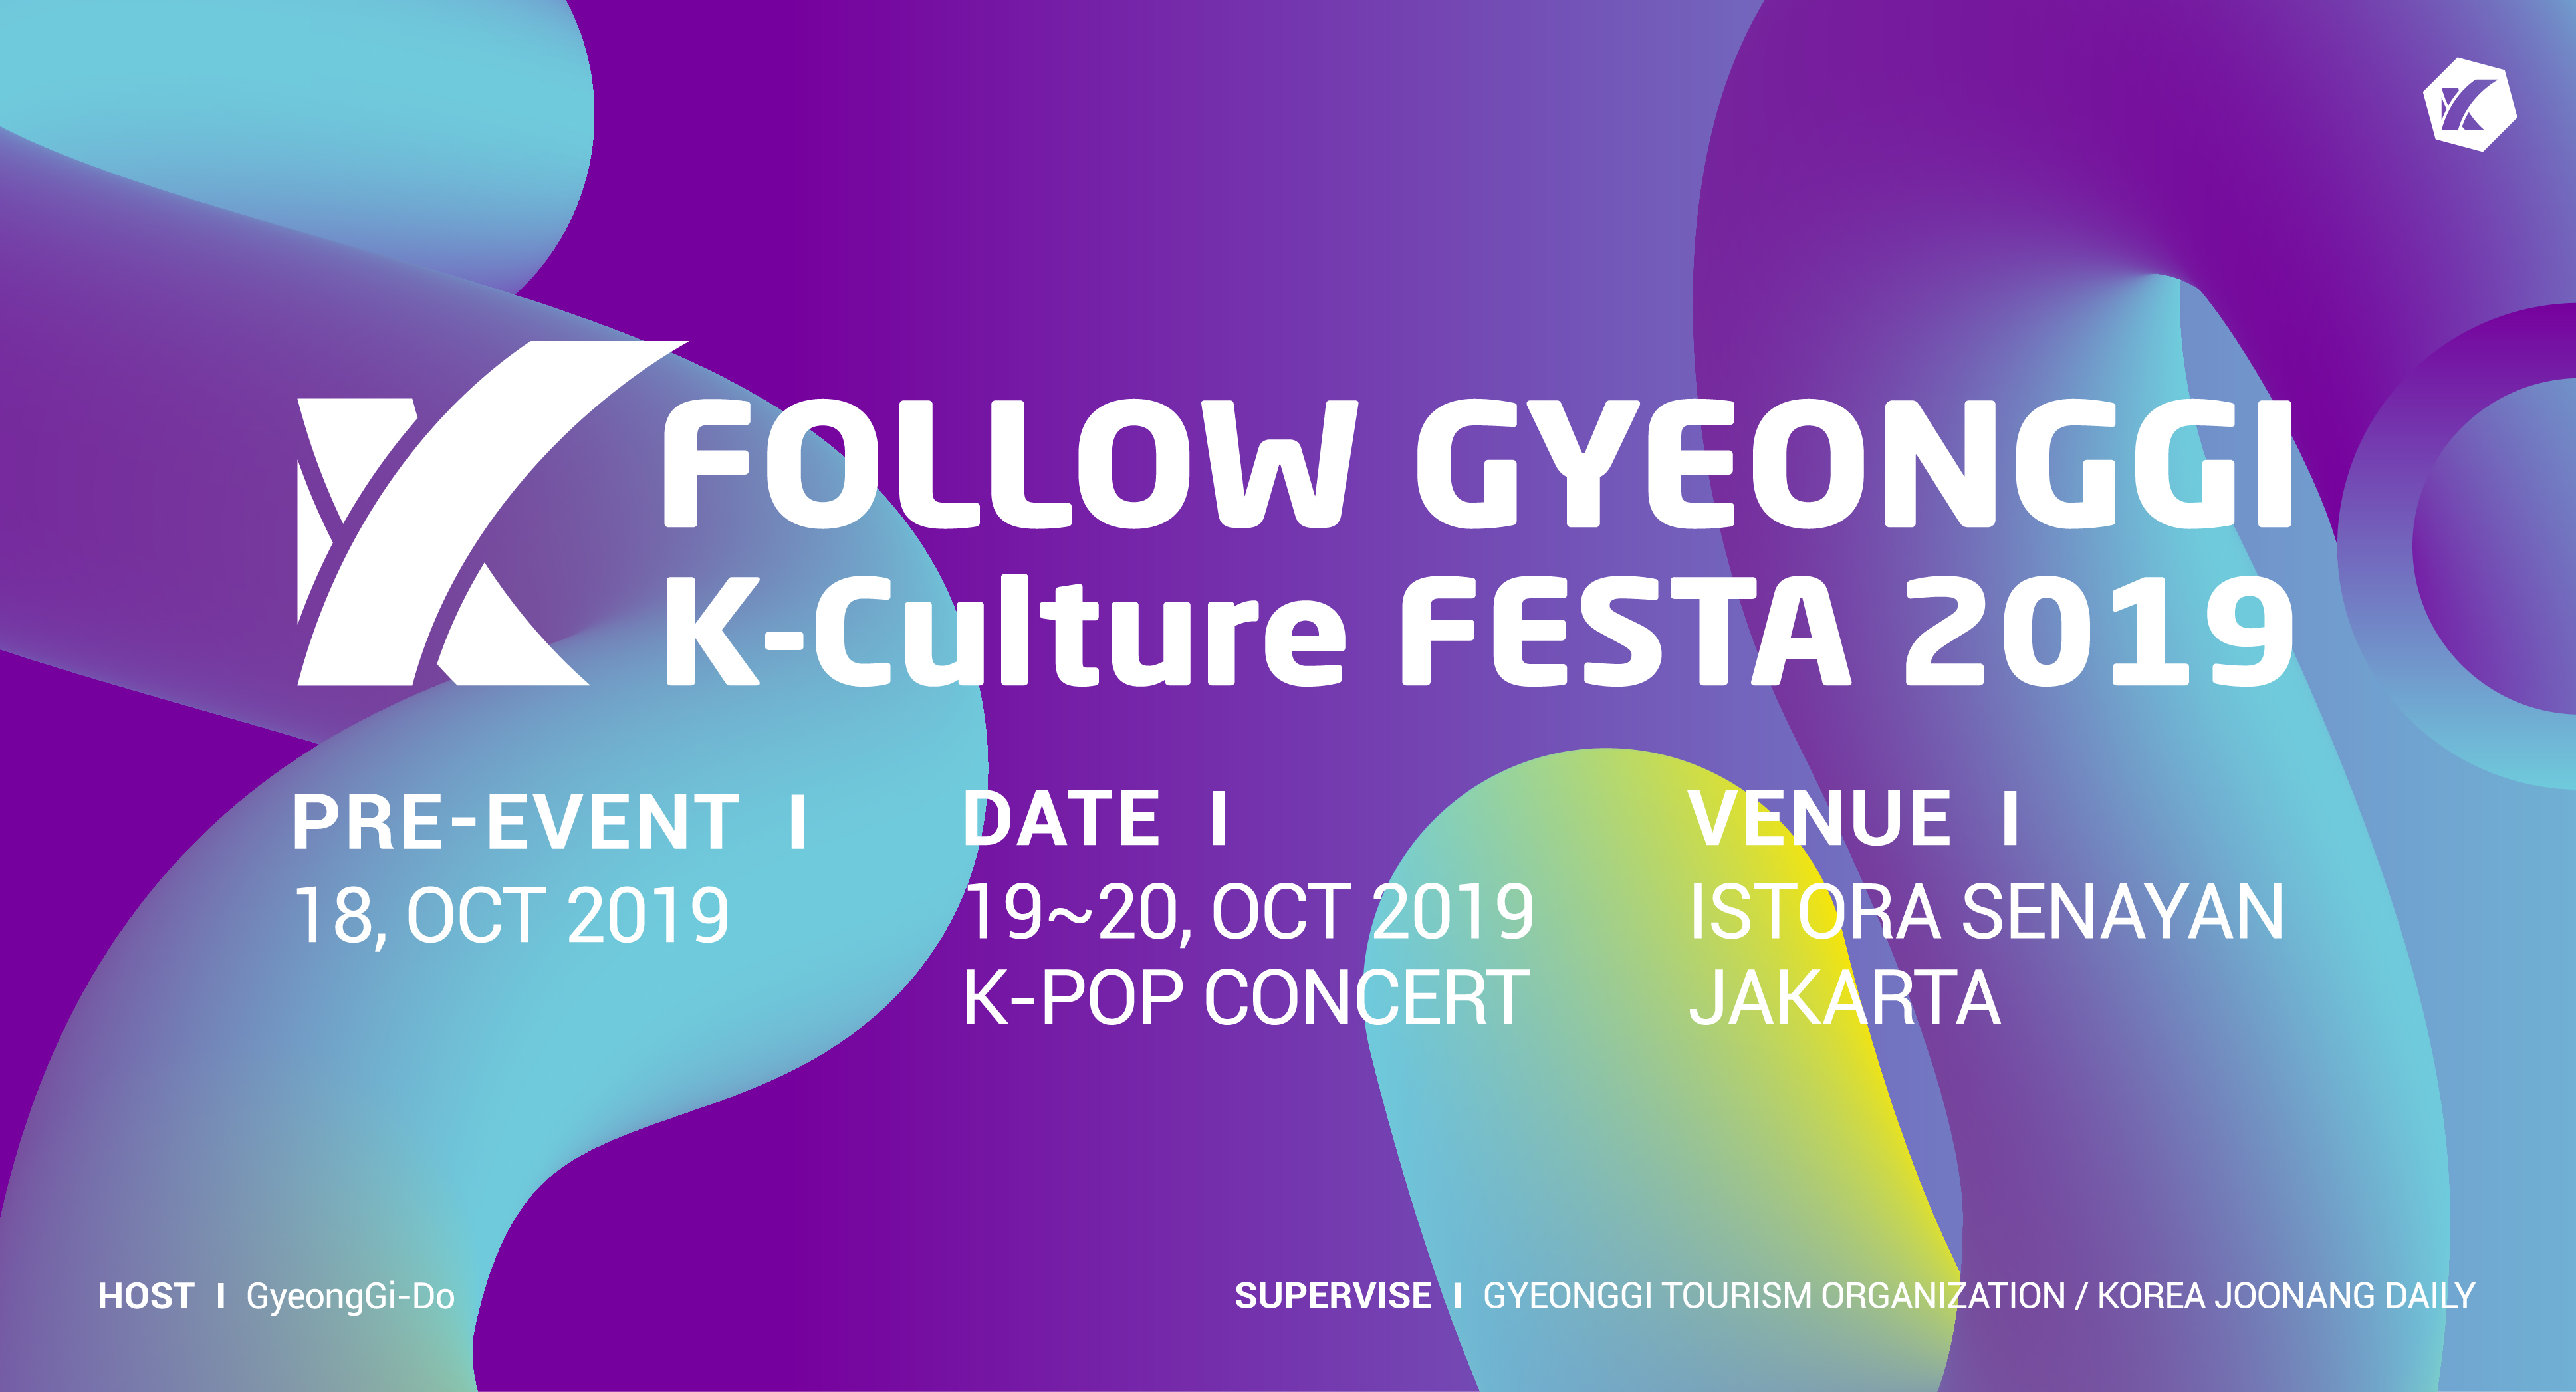 FOLLOW GYEONGGI
K-Culture FESTA 2019
PRE-EVENT I
18, OCT 2019
DATE I
19~20, OCT 2019
K-POP CONCERT
VENUE I
ISTORA SENAYAN
JAKARTA
HOST I GyeongGi-Do
SUPERVISE I GYEONGGI TOURISM ORGANIZATION / KOREA JOONANG DAILY